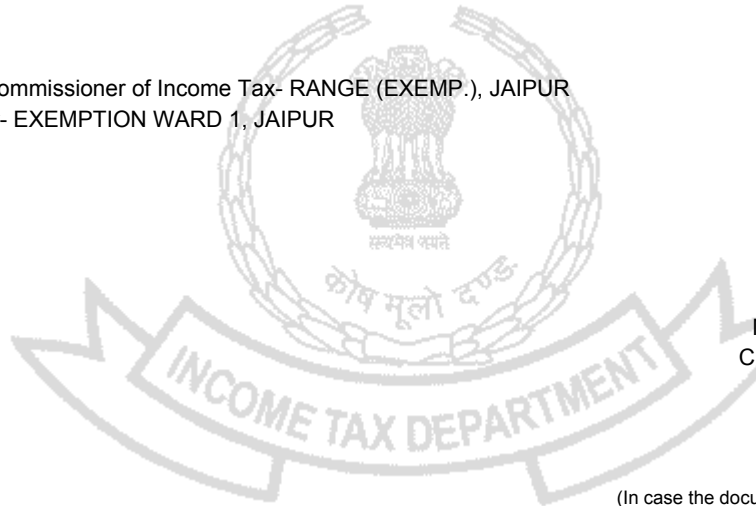 ommissioner of Income Tax- RANGE (EXEMP.), JAIPUR
- EXEMPTION WARD 1, JAIPUR
सत्यमेव जयते
कोष मूलो दण्डः
C
INCOME TAX DEPARTMENT
(In case the docu